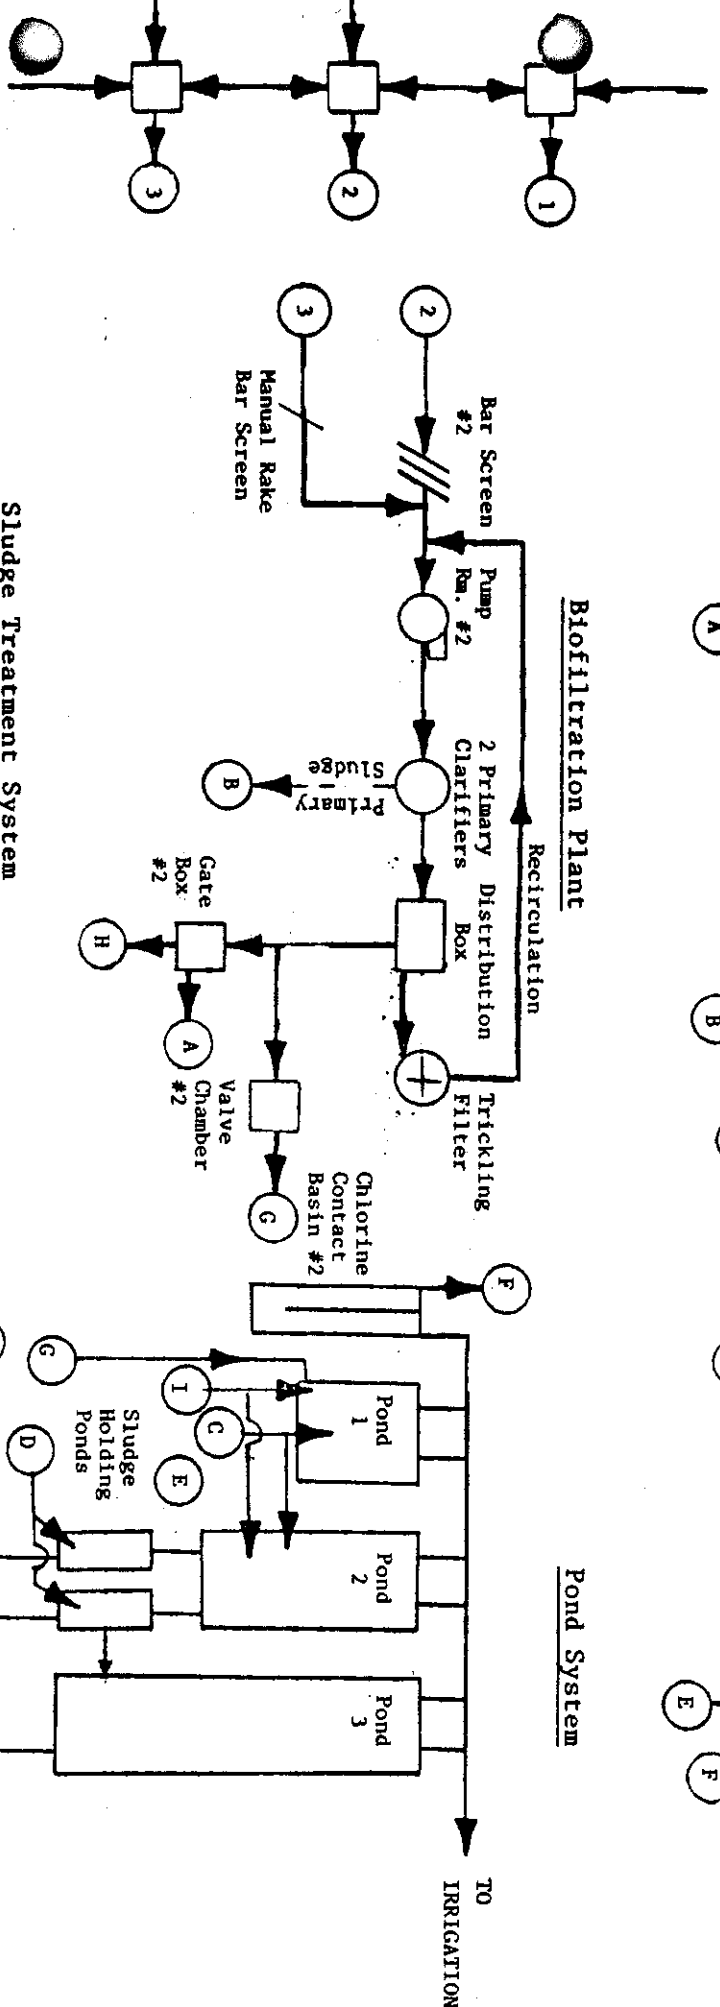 1
2
3
Biofiltration Plant
Recirculation
2
Bar Screen
#2
Pump
Rm. #2
2 Primary
Clarifiers
Distribution
Box
Trickling
Filter
3
Manual Rake
Bar Screen
Primary
Sludge
B
Gate
Box
#2
H
A
Valve
Chamber
#2
G
Chlorine
Contact
Basin #2
Pond System
F
TO
IRRIGATION
Pond
1
Pond
2
Pond
3
G
I
C
E
D
Sludge
Holding
Ponds
Sludge Treatment System
A
B
E
F